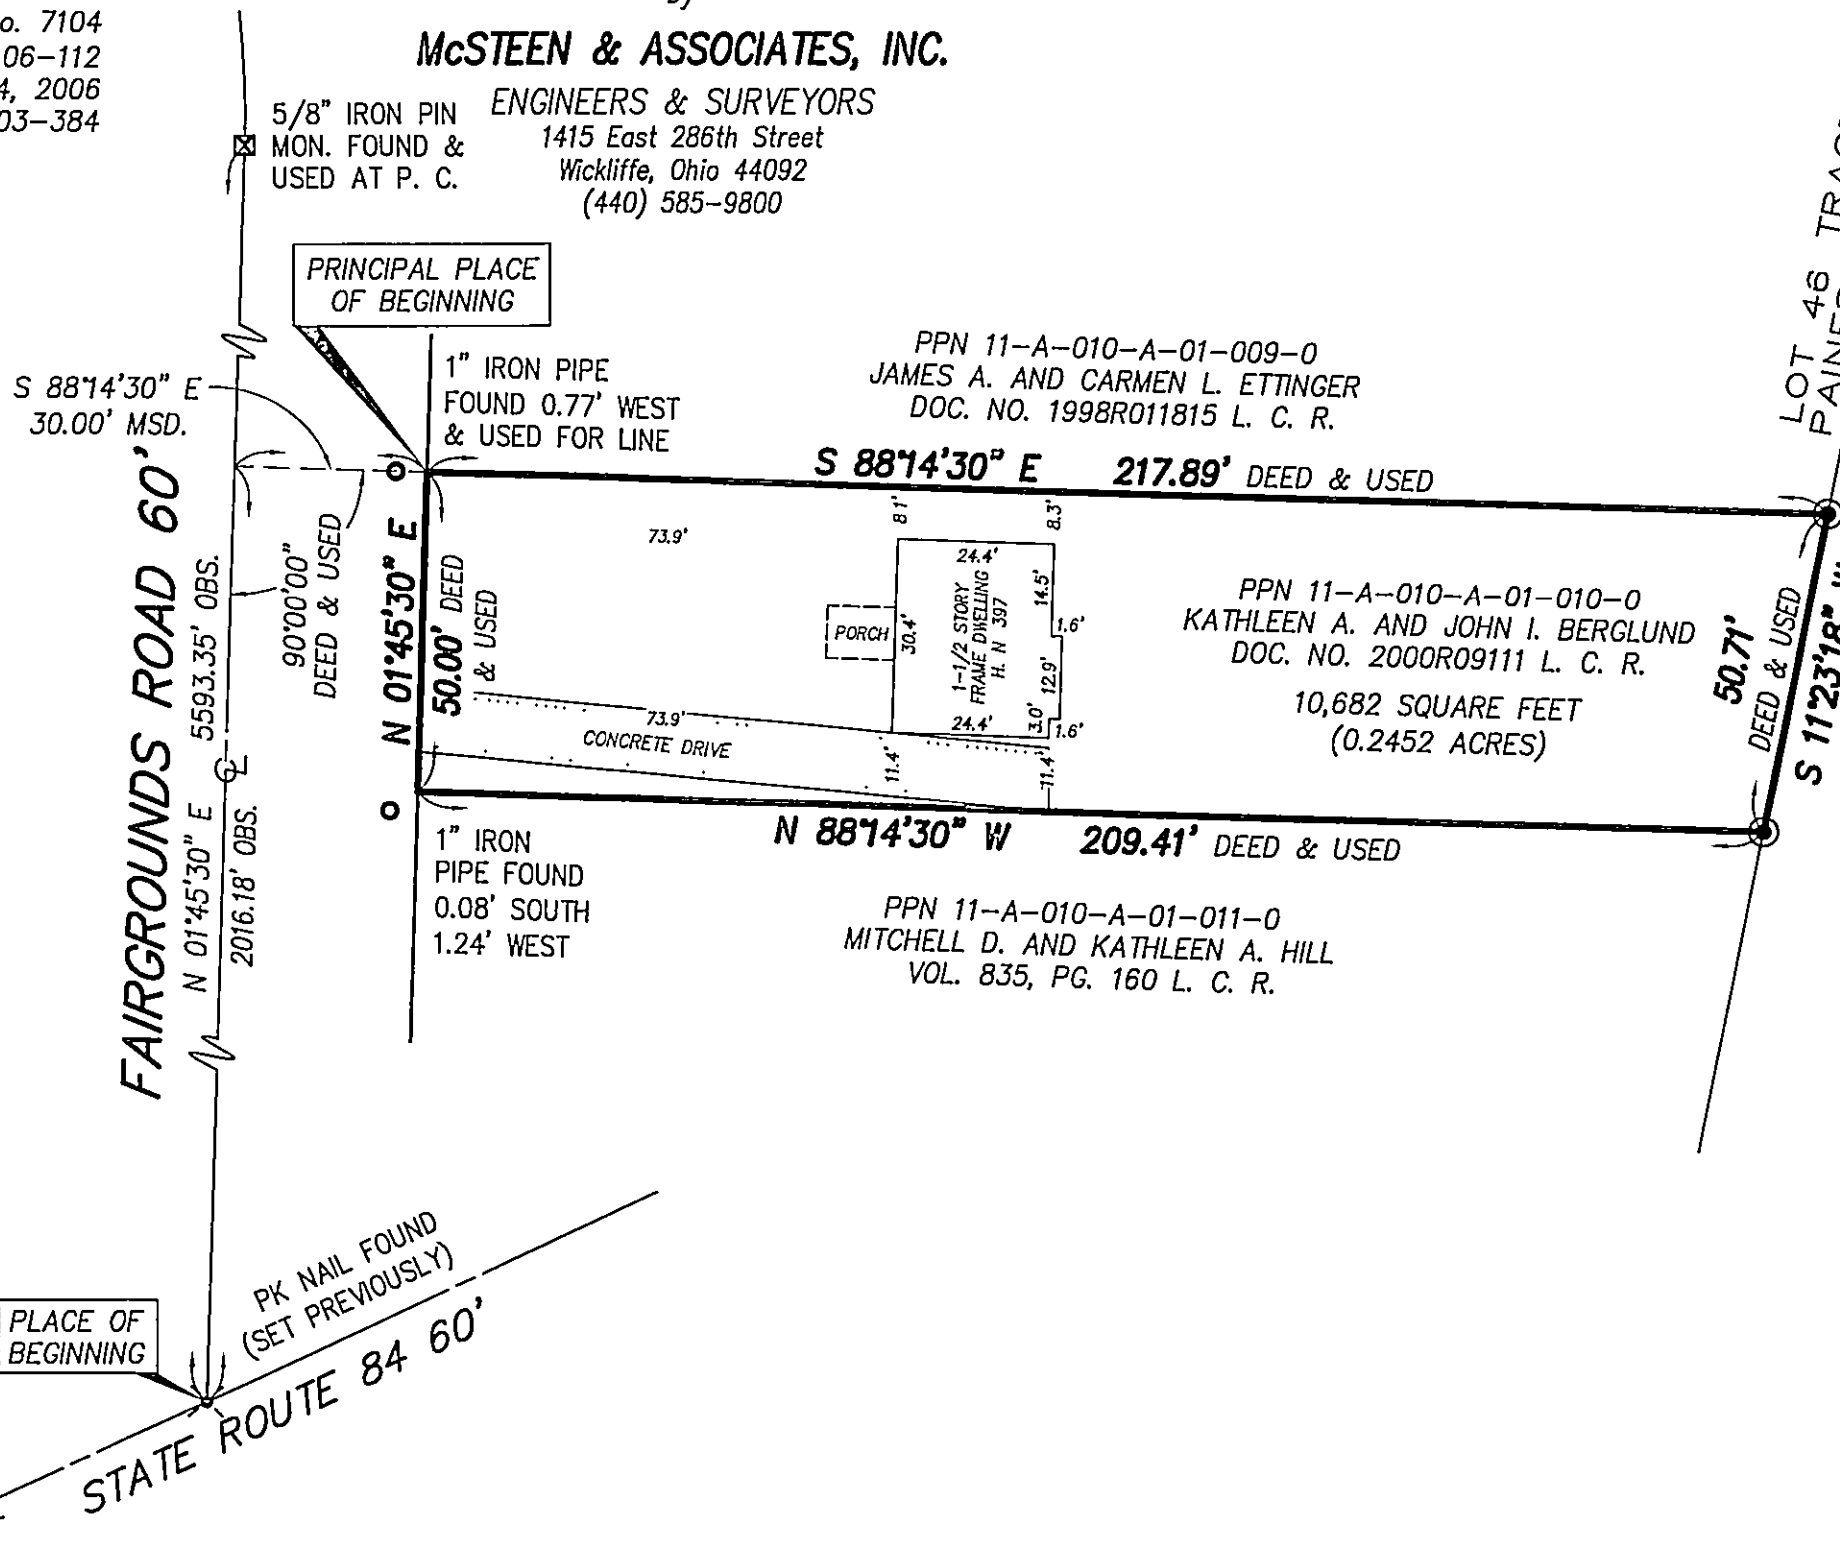 No. 7104
06-112
4, 2006
03-384
McSTEEN & ASSOCIATES, INC.
ENGINEERS & SURVEYORS
1415 East 286th Street
Wickliffe, Ohio 44092
(440) 585-9800
5/8" IRON PIN
MON. FOUND &
USED AT P. C.
PRINCIPAL PLACE
OF BEGINNING
S 88°14'30" E
30.00' MSD.
1" IRON PIPE
FOUND 0.77' WEST
& USED FOR LINE
PPN 11-A-010-A-01-009-0
JAMES A. AND CARMEN L. ETTINGER
DOC. NO. 1998R011815 L. C. R.
LOT 46
S 88°14'30" E 217.89' DEED & USED
FAIRGROUNDS ROAD 60'
5593.35' OBS.
N 01°45'30" E
2016.18' OBS.
90°00'00"
DEED & USED
N 01°45'30" E
50.00' DEED
& USED
73.9'
8.1'
8.3'
24.4'
14.5'
1.6'
PORCH
30.4'
1-1/2 STORY
FRAME DWELLING
H. N 397
12.9'
3.0'
1.6'
24.4'
73.9'
CONCRETE DRIVE
11.4'
11.4'
PPN 11-A-010-A-01-010-0
KATHLEEN A. AND JOHN I. BERGLUND
DOC. NO. 2000R09111 L. C. R.
10,682 SQUARE FEET
(0.2452 ACRES)
50.71'
DEED & USED
S 11°23'18" W
N 88°14'30" W 209.41' DEED & USED
1" IRON
PIPE FOUND
0.08' SOUTH
1.24' WEST
PPN 11-A-010-A-01-011-0
MITCHELL D. AND KATHLEEN A. HILL
VOL. 835, PG. 160 L. C. R.
PK NAIL FOUND
(SET PREVIOUSLY)
PLACE OF
BEGINNING
STATE ROUTE 84 60'